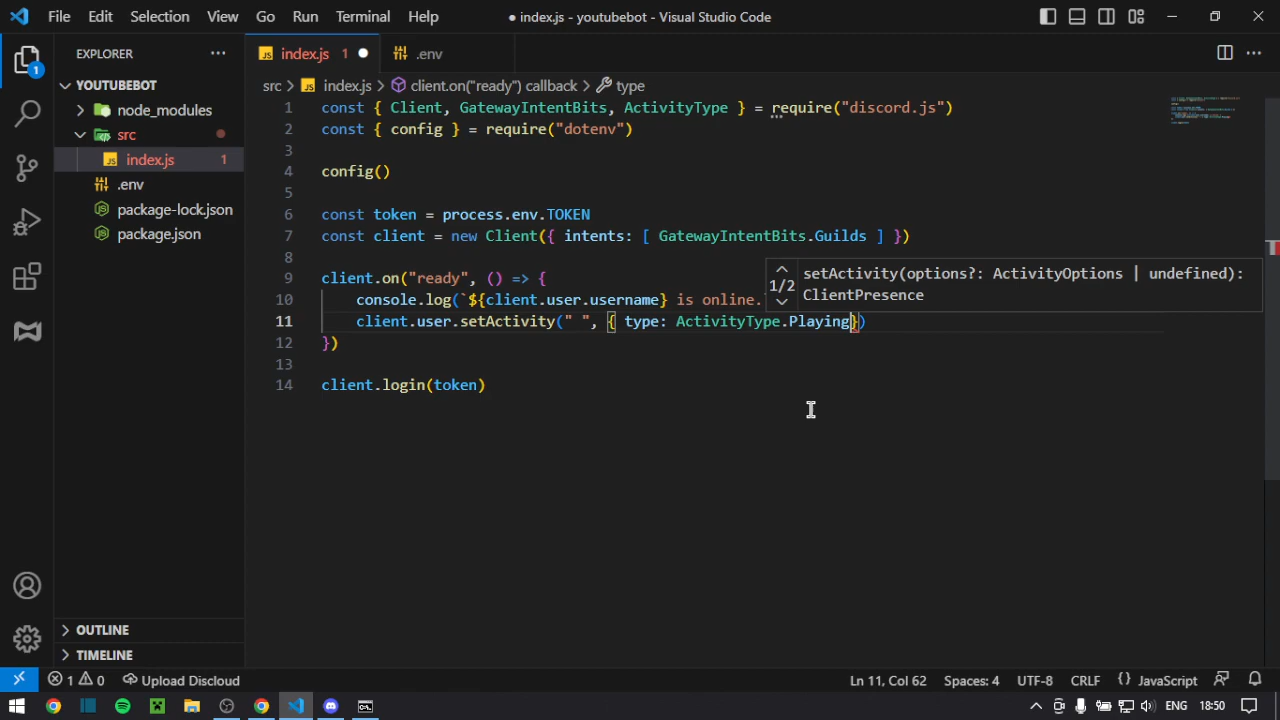 File Edit Selection View Go Run Terminal Help
● index.js - youtubebot - Visual Studio Code
EXPLORER
index.js 1
.env
YOUTUBEBOT
src > index.js > client.on("ready") callback > type
node_modules
src
index.js 1
.env
package-lock.json
package.json
1 const { Client, GatewayIntentBits, ActivityType } = require("discord.js")
2 const { config } = require("dotenv")
3
4 config()
5
6 const token = process.env.TOKEN
7 const client = new Client({ intents: [ GatewayIntentBits.Guilds ] })
8
9 client.on("ready", () => {
10 console.log(`${client.user.username} is online.
11 client.user.setActivity(" ", { type: ActivityType.Playing})
12 })
13
14 client.login(token)
1/2
setActivity(options?: ActivityOptions | undefined):
ClientPresence
1
OUTLINE
TIMELINE
1 0 Upload Discloud
Ln 11, Col 62 Spaces: 4 UTF-8 CRLF {} JavaScript
ENG 18:50